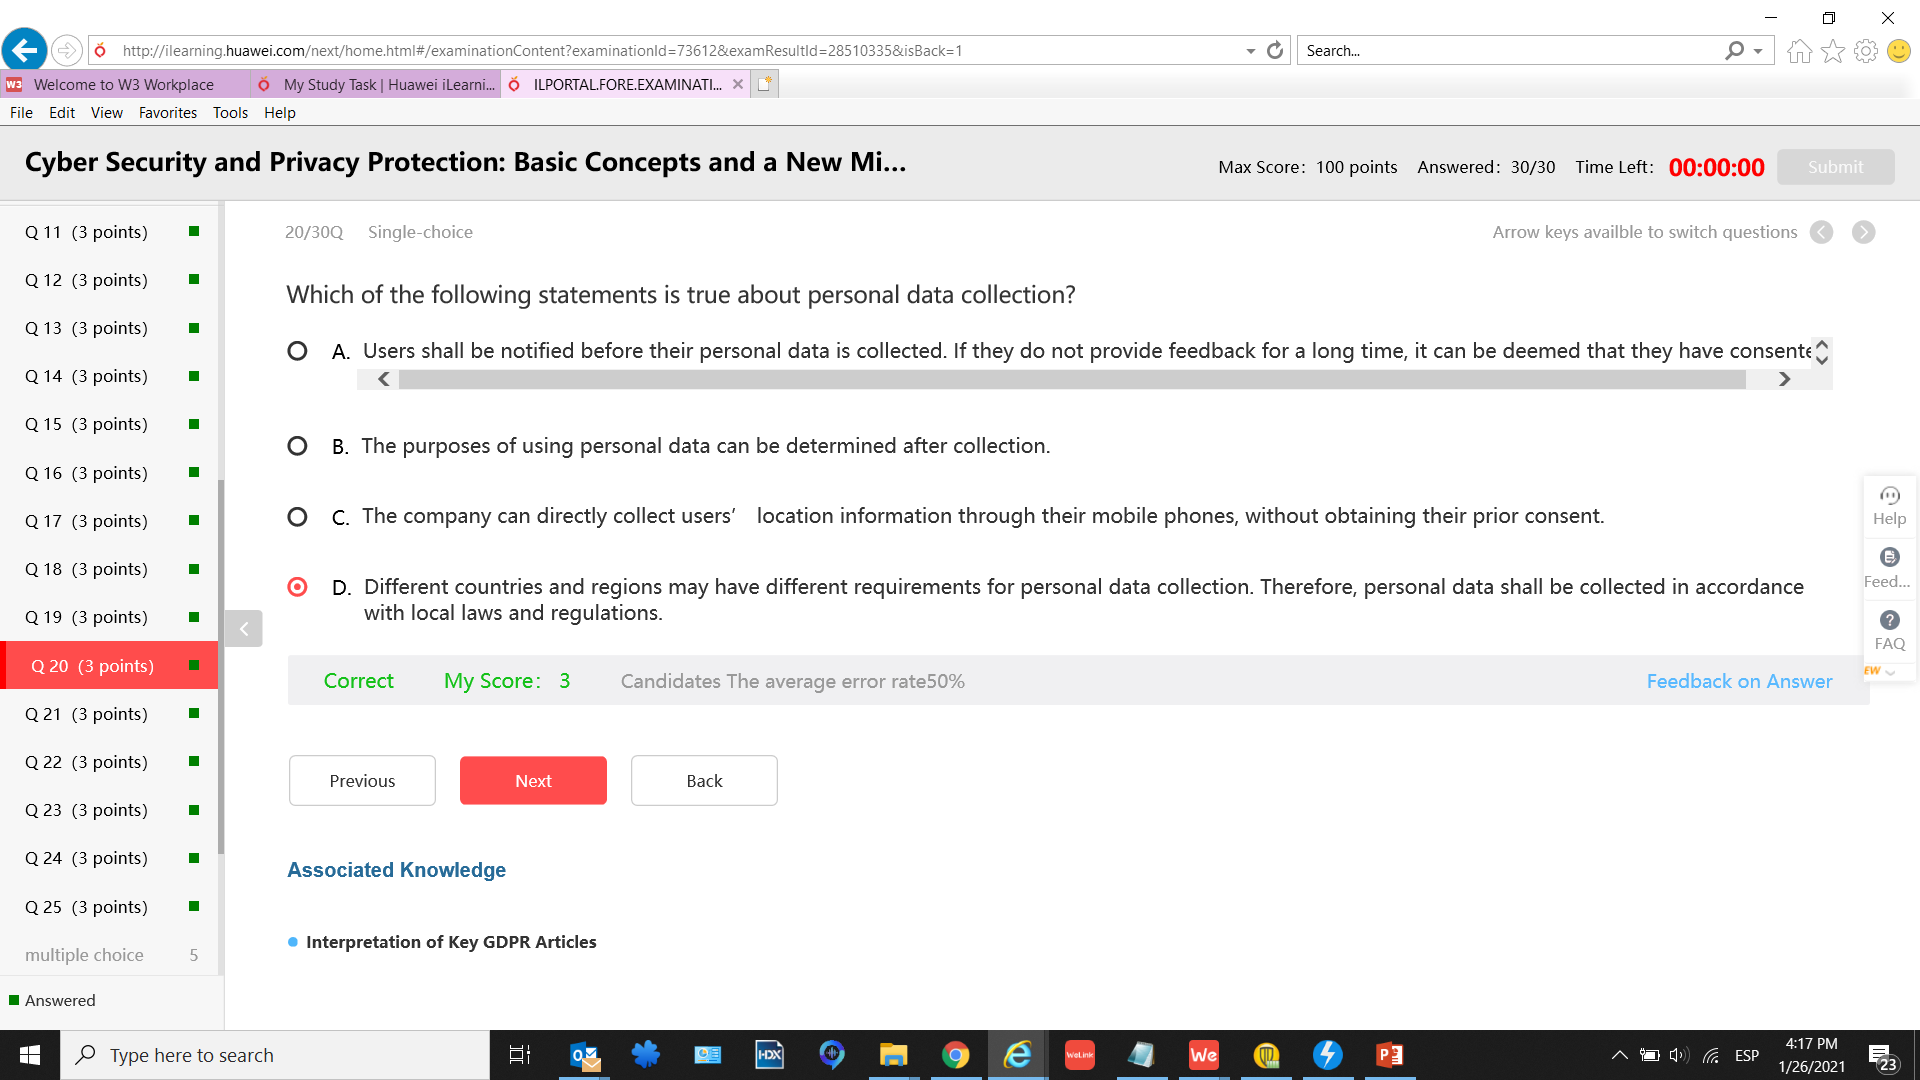 http://ilearning.huawei.com/next/home.html#/examinationContent?examinationId=73612&examResultId=28510335&isBack=1
Search...
W3 Welcome to W3 Workplace
My Study Task | Huawei iLearni...
ILPORTAL.FORE.EXAMINATI...
File Edit View Favorites Tools Help
Cyber Security and Privacy Protection: Basic Concepts and a New Mi...
Max Score: 100 points Answered: 30/30 Time Left: 00:00:00 Submit
Q 11 (3 points)
Q 12 (3 points)
Q 13 (3 points)
Q 14 (3 points)
Q 15 (3 points)
Q 16 (3 points)
Q 17 (3 points)
Q 18 (3 points)
Q 19 (3 points)
Q 20 (3 points)
Q 21 (3 points)
Q 22 (3 points)
Q 23 (3 points)
Q 24 (3 points)
Q 25 (3 points)
multiple choice 5
Answered
20/30Q Single-choice
Arrow keys availble to switch questions
Which of the following statements is true about personal data collection?
A. Users shall be notified before their personal data is collected. If they do not provide feedback for a long time, it can be deemed that they have consente
B. The purposes of using personal data can be determined after collection.
C. The company can directly collect users’ location information through their mobile phones, without obtaining their prior consent.
D. Different countries and regions may have different requirements for personal data collection. Therefore, personal data shall be collected in accordance
with local laws and regulations.
Correct My Score: 3 Candidates The average error rate50% Feedback on Answer
Previous Next Back
Associated Knowledge
Interpretation of Key GDPR Articles
Help
Feed...
FAQ
EW
Type here to search
HDX
WeLink
We
ESP
4:17 PM
1/26/2021
23